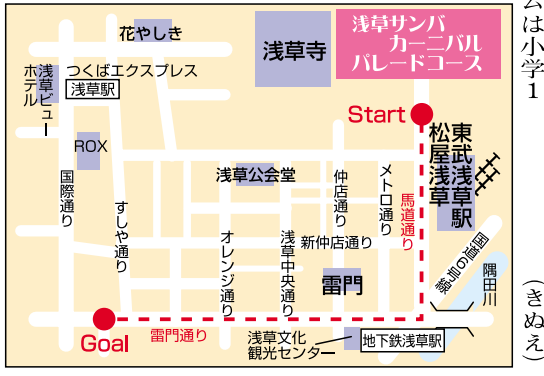 浅草サンバ
カーニバル
パレードコース
花やしき
浅草寺
つくばエクスプレス
浅草駅
浅草ビュー
ホテル
ROX
国際通り
すしや通り
浅草公会堂
オレンジ通り
浅草中央通り
仲店通り
新仲店通り
メトロ通り
馬道通り
Start
東武浅草駅
松屋浅草
国道6号線
隅田川
雷門
雷門通り
Goal
浅草文化
観光センター
地下鉄浅草駅
ムは小学1
(きぬえ)